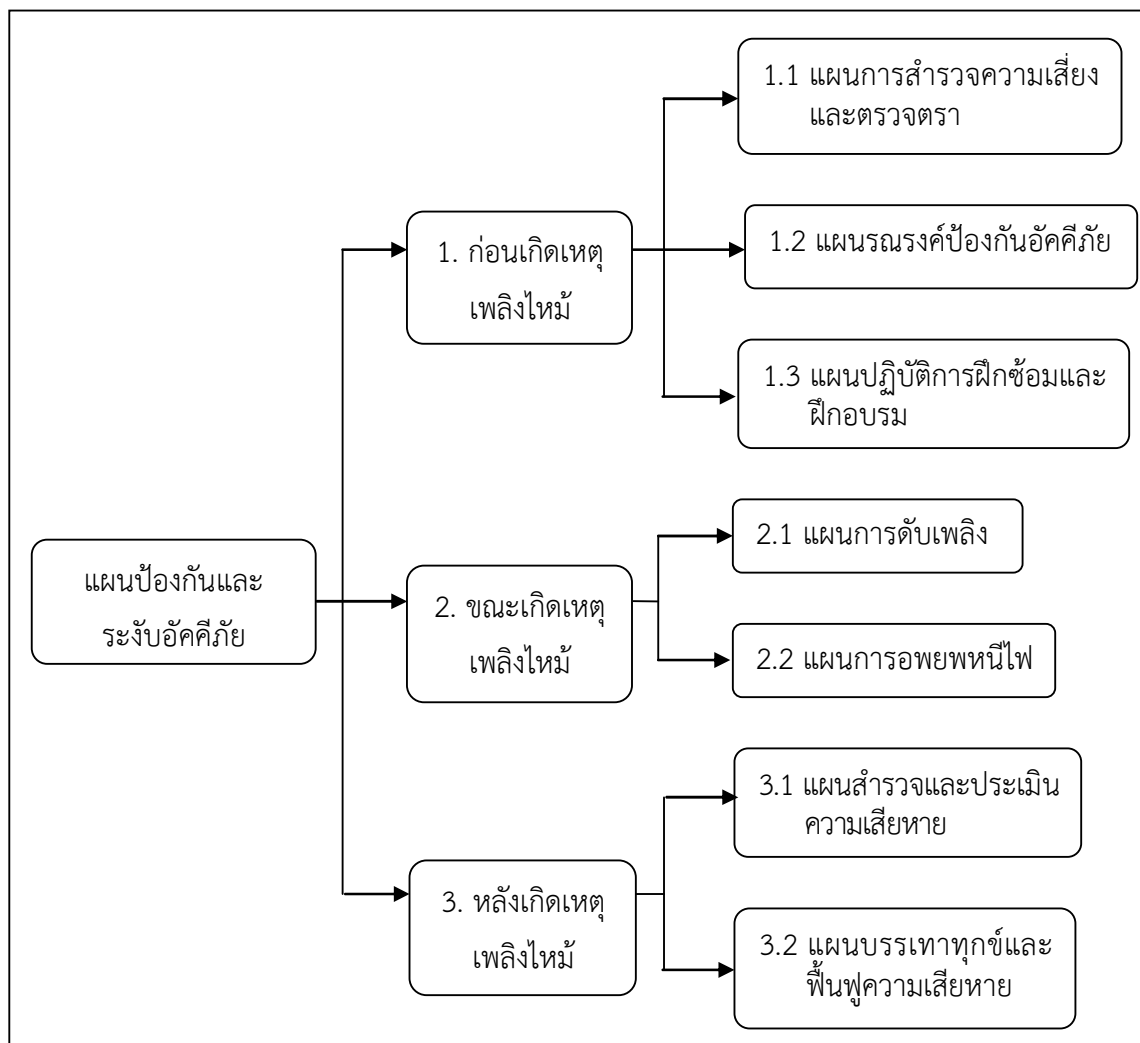 แผนป้องกันและ
ระงับอัคคีภัย
1. ก่อนเกิดเหตุ
เพลิงไหม้
1.1 แผนการสำรวจความเสี่ยง
และตรวจตรา
1.2 แผนรณรงค์ป้องกันอัคคีภัย
1.3 แผนปฏิบัติการฝึกซ้อมและ
ฝึกอบรม
2. ขณะเกิดเหตุ
เพลิงไหม้
2.1 แผนการดับเพลิง
2.2 แผนการอพยพหนีไฟ
3. หลังเกิดเหตุ
เพลิงไหม้
3.1 แผนสำรวจและประเมิน
ความเสียหาย
3.2 แผนบรรเทาทุกข์และ
ฟื้นฟูความเสียหาย